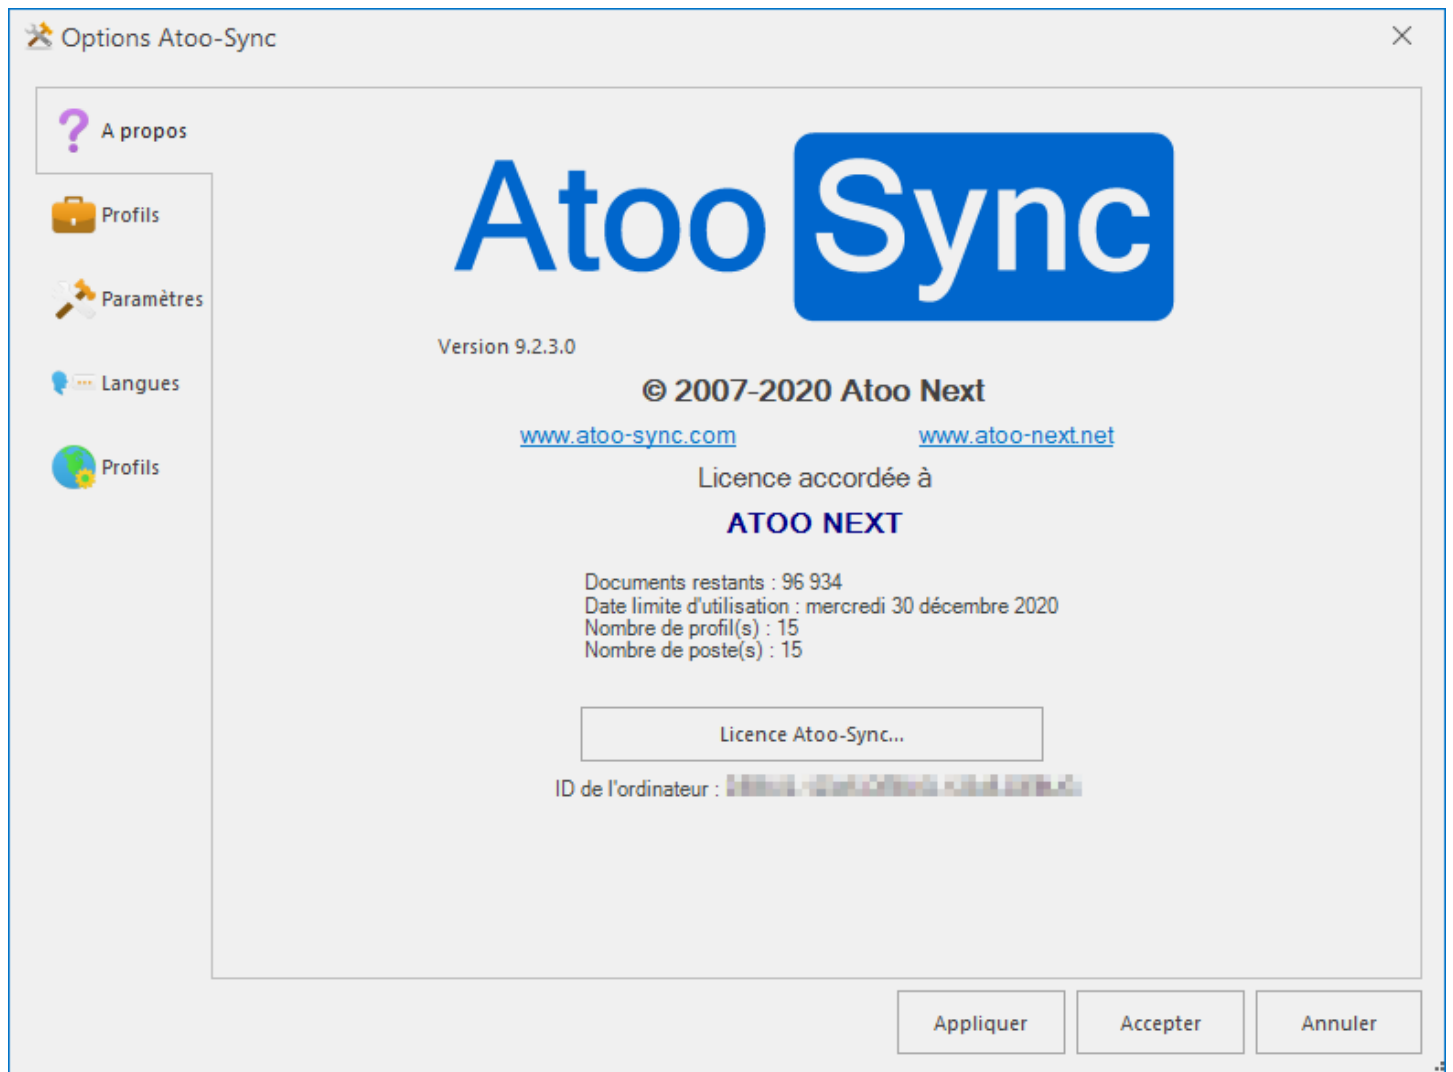 Options Atoo-Sync
A propos
Profils
Paramètres
Langues
Profils
Atoo Sync
Version 9.2.3.0
© 2007-2020 Atoo Next
www.atoo-sync.com www.atoo-next.net
Licence accordée à
ATOO NEXT
Documents restants : 96 934
Date limite d'utilisation : mercredi 30 décembre 2020
Nombre de profil(s) : 15
Nombre de poste(s) : 15
Licence Atoo-Sync...
ID de l'ordinateur :
Appliquer Accepter Annuler